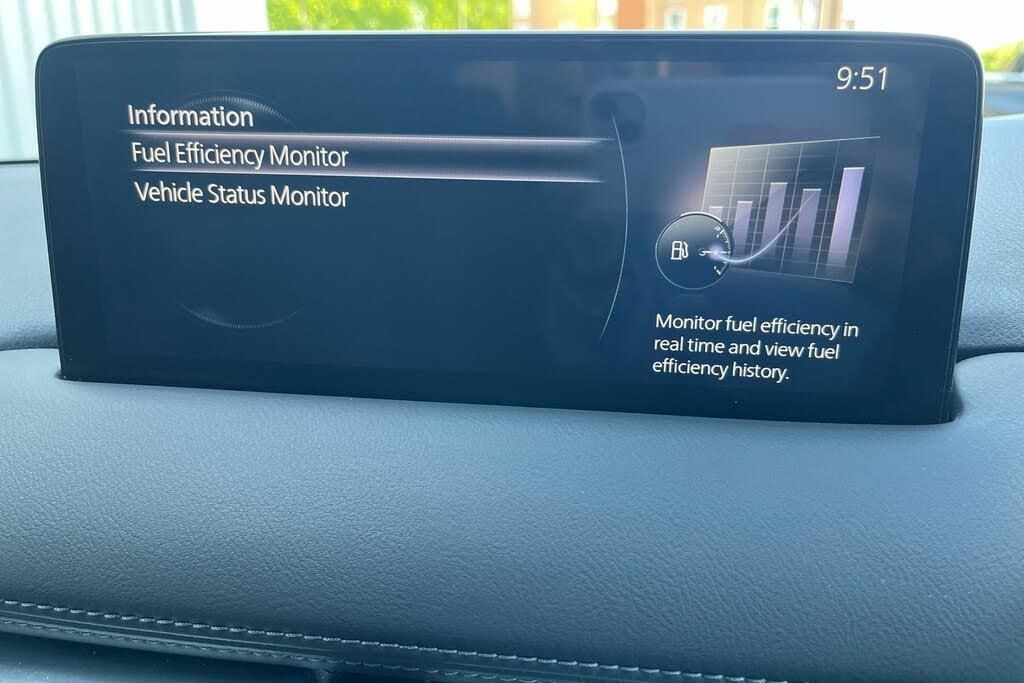 9:51
Information
Fuel Efficiency Monitor
Vehicle Status Monitor
Monitor fuel efficiency in
real time and view fuel
efficiency history.